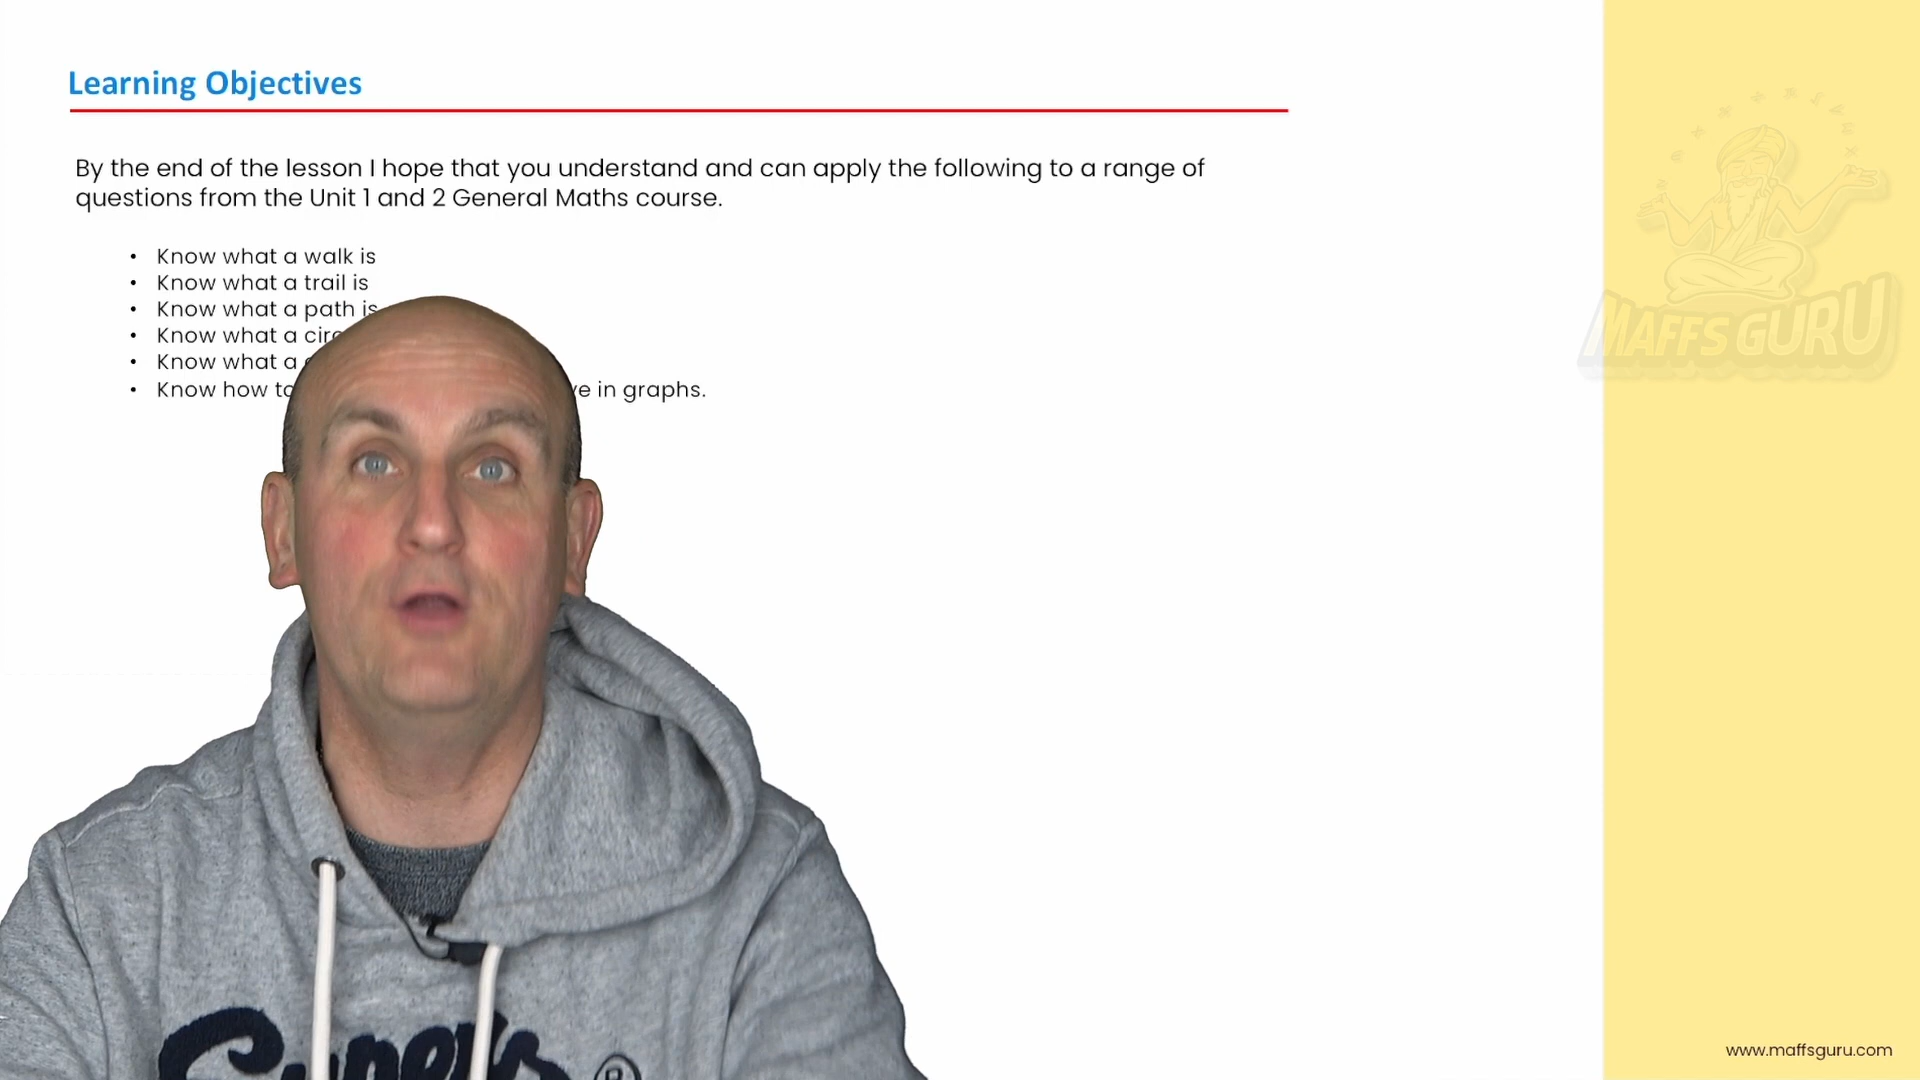 Learning Objectives
By the end of the lesson I hope that you understand and can apply the following to a range of
questions from the Unit 1 and 2 General Maths course.
• Know what a walk is
• Know what a trail is
• Know what a path is
• Know what a
• Know what a
• Know how to in graphs.
MAFFS GURU
www.maffsguru.com